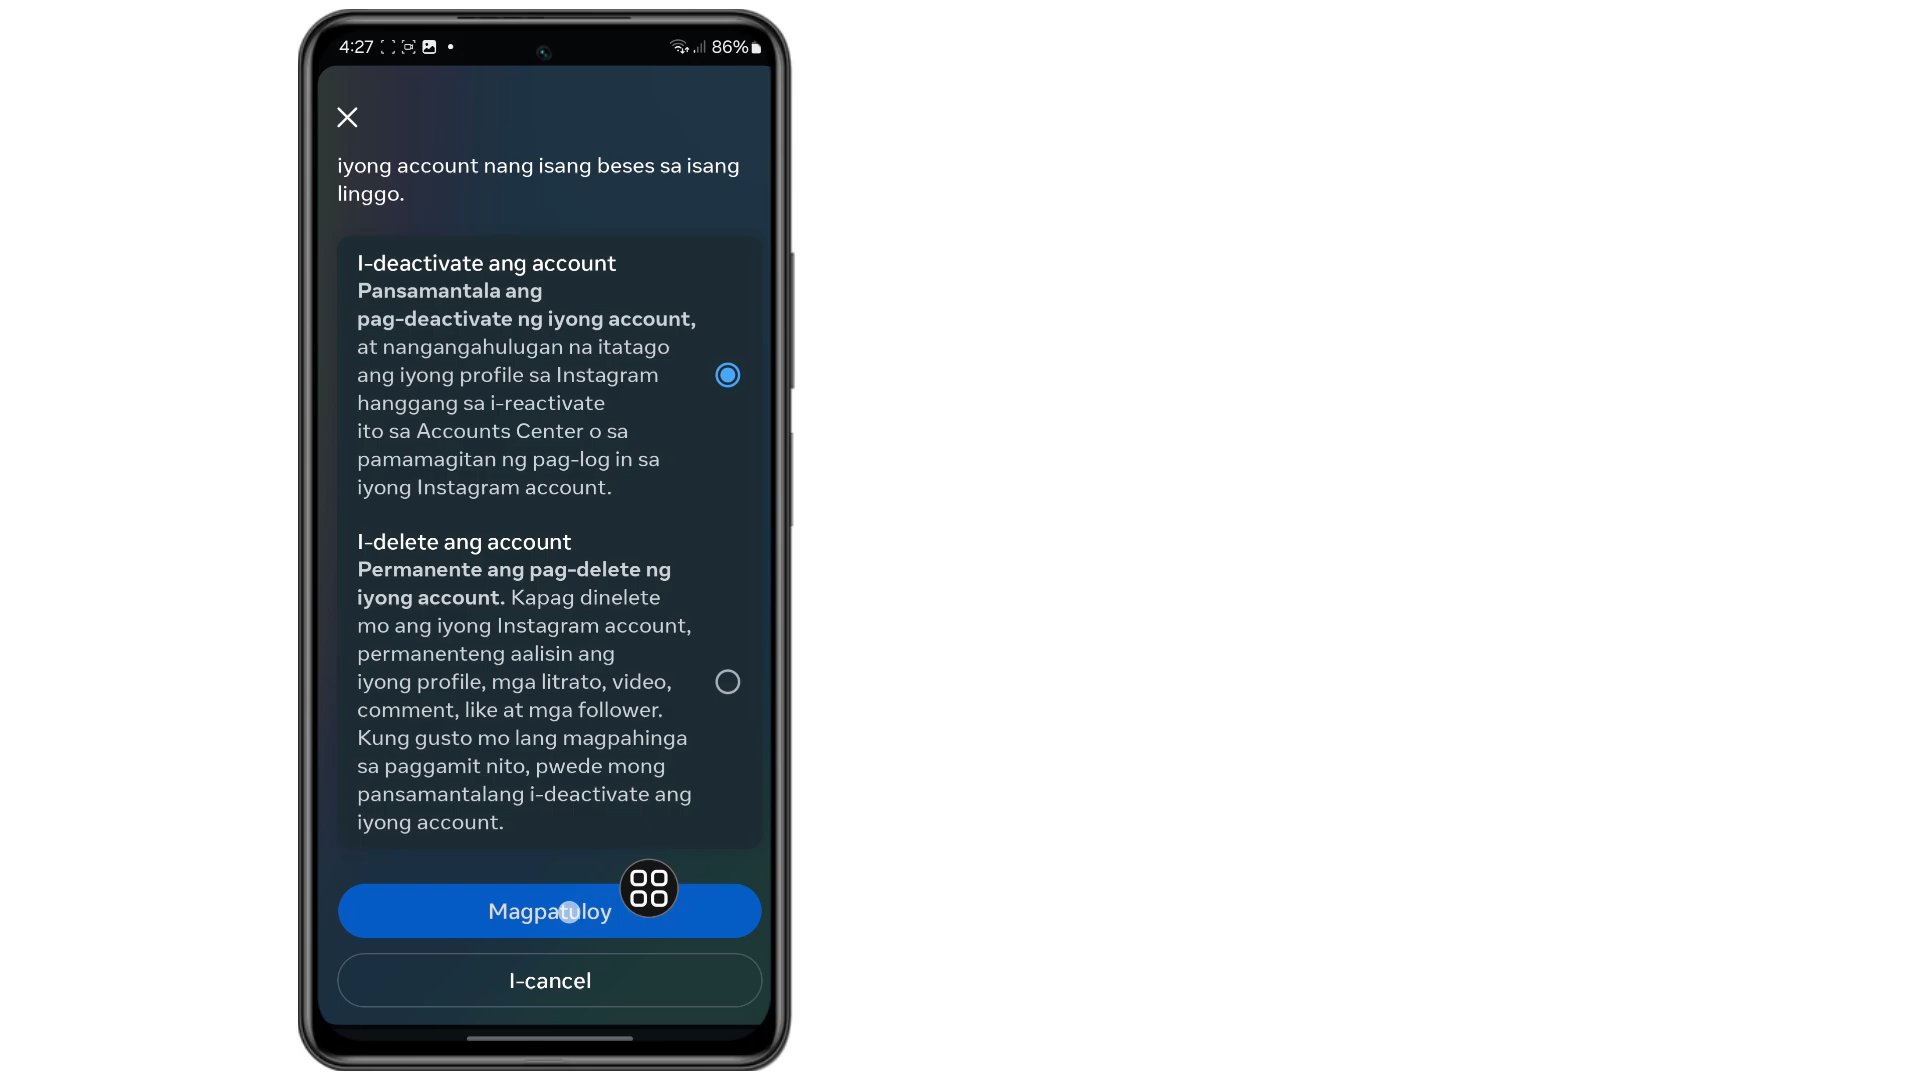 4:27
86%
iyong account nang isang beses sa isang
linggo.
I-deactivate ang account
Pansamantala ang
pag-deactivate ng iyong account,
at nangangahulugan na itatago
ang iyong profile sa Instagram
hanggang sa i-reactivate
ito sa Accounts Center o sa
pamamagitan ng pag-log in sa
iyong Instagram account.
I-delete ang account
Permanente ang pag-delete ng
iyong account. Kapag dinelete
mo ang iyong Instagram account,
permanenteng aalisin ang
iyong profile, mga litrato, video,
comment, like at mga follower.
Kung gusto mo lang magpahinga
sa paggamit nito, pwede mong
pansamantalang i-deactivate ang
iyong account.
Magpatuloy
I-cancel